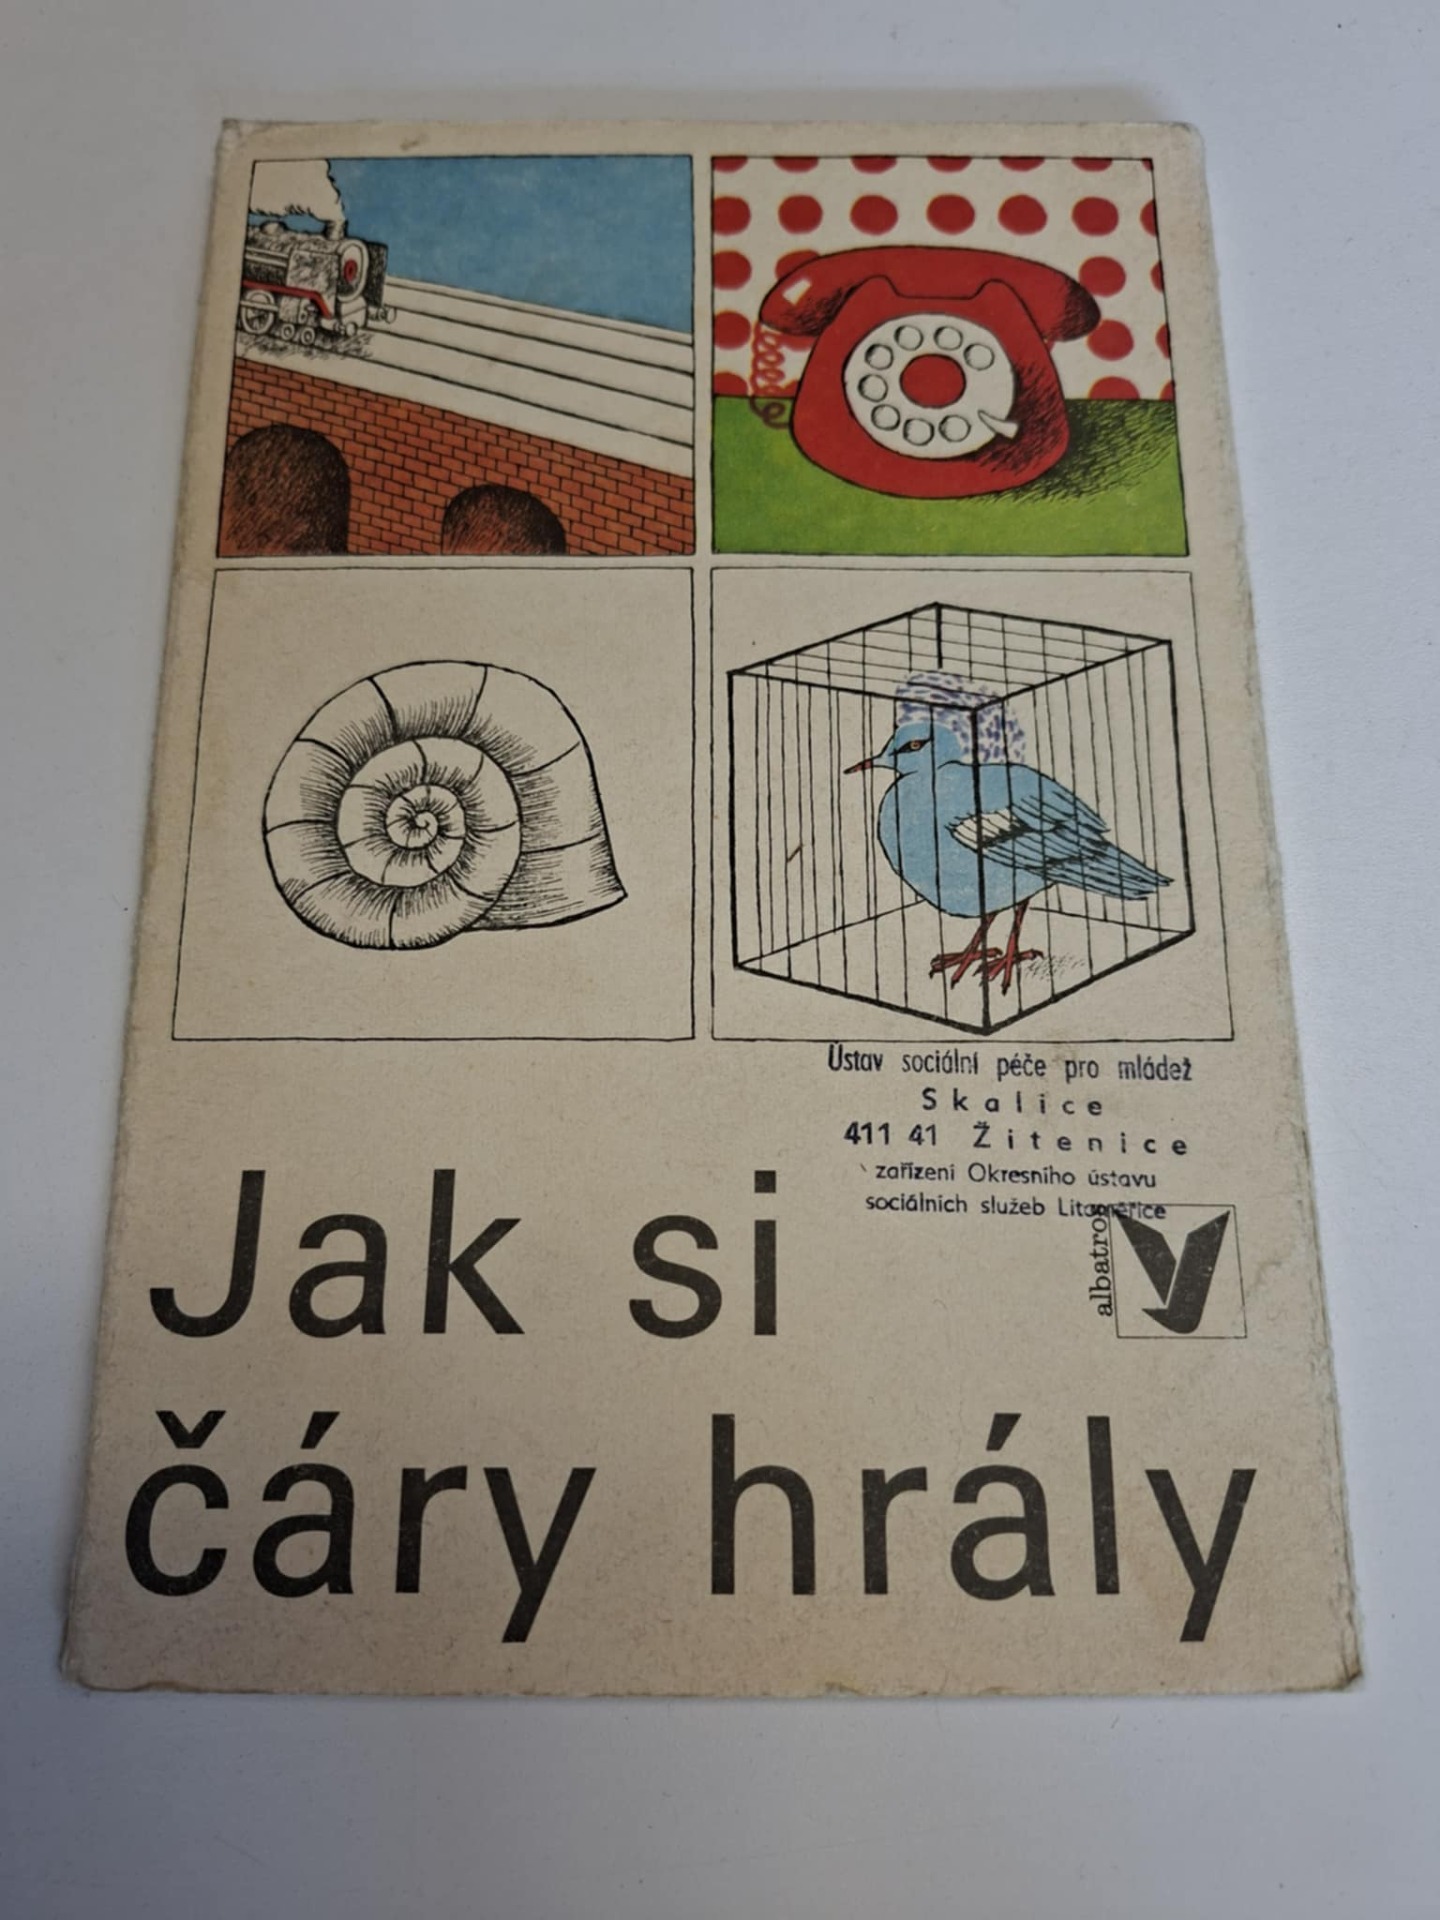 Ústav sociální péče pro mládež
Skalice
411 41 Žitenice
zařízení Okresního ústavu
sociálních služeb Litoměřice
albatros
Jak si
čáry hrály